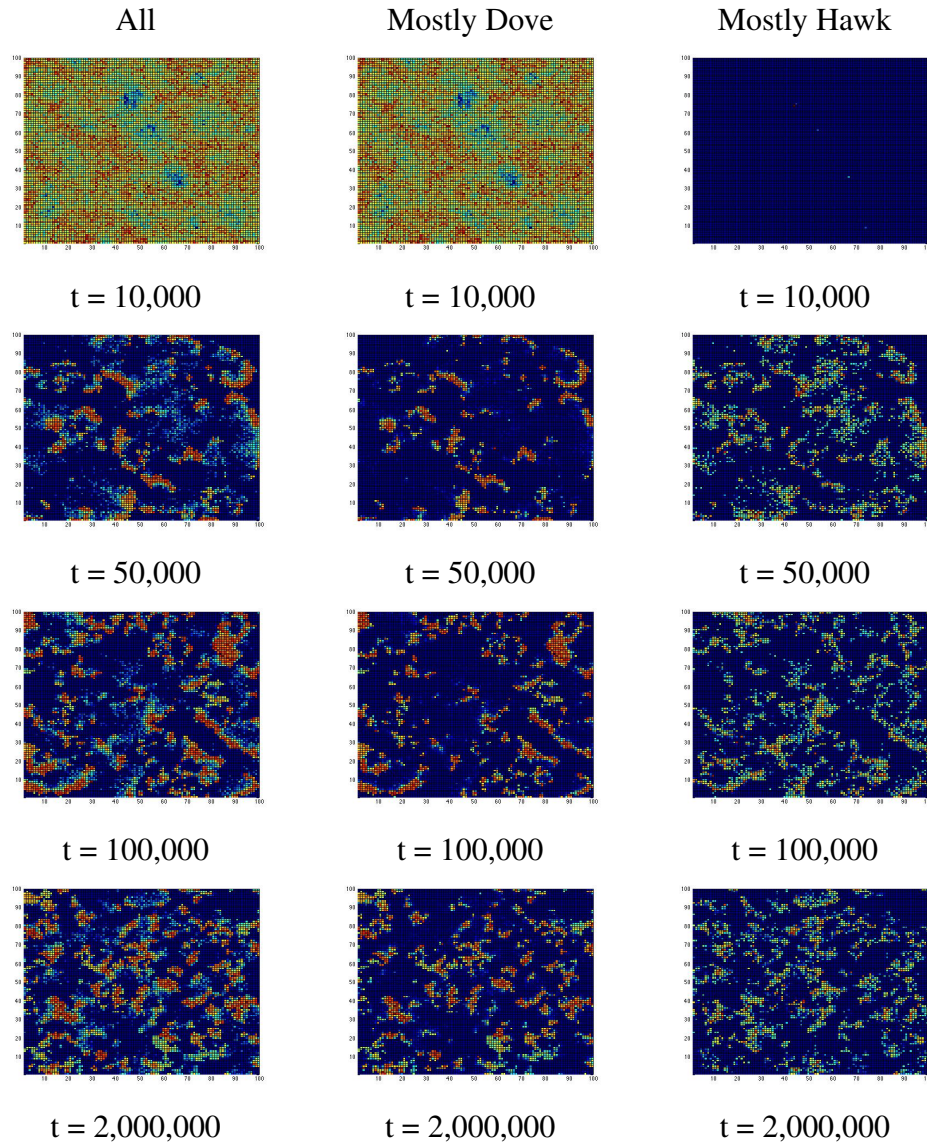 All Mostly Dove Mostly Hawk
t = 10,000 t = 10,000 t = 10,000
t = 50,000 t = 50,000 t = 50,000
t = 100,000 t = 100,000 t = 100,000
t = 2,000,000 t = 2,000,000 t = 2,000,000